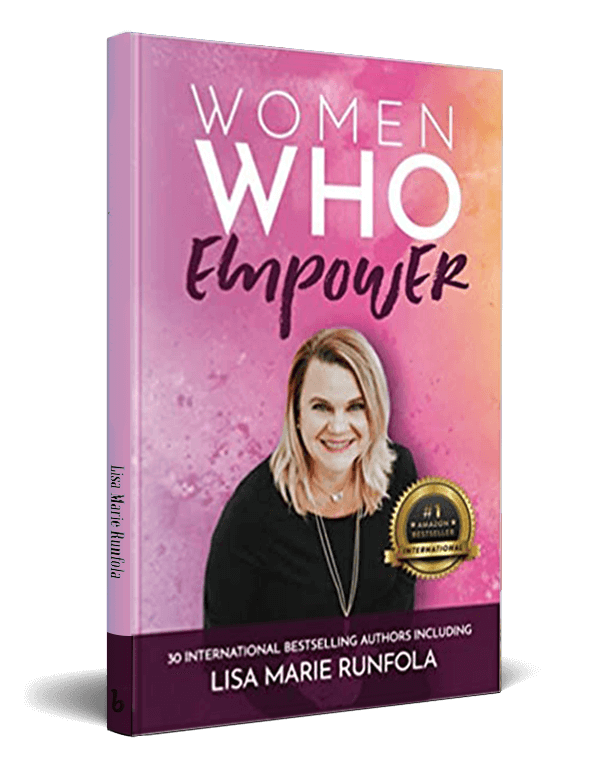 WOMEN
WHO
EMPOWER
#1
AMAZON
BESTSELLER
INTERNATIONAL
30 INTERNATIONAL BESTSELLING AUTHORS INCLUDING
LISA MARIE RUNFOLA
Lisa Marie Runfola
b